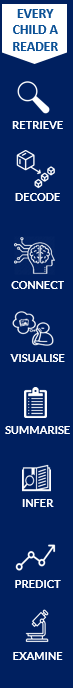 EVERY
CHILD A
READER
RETRIEVE
DECODE
CONNECT
VISUALISE
SUMMARISE
INFER
PREDICT
EXAMINE